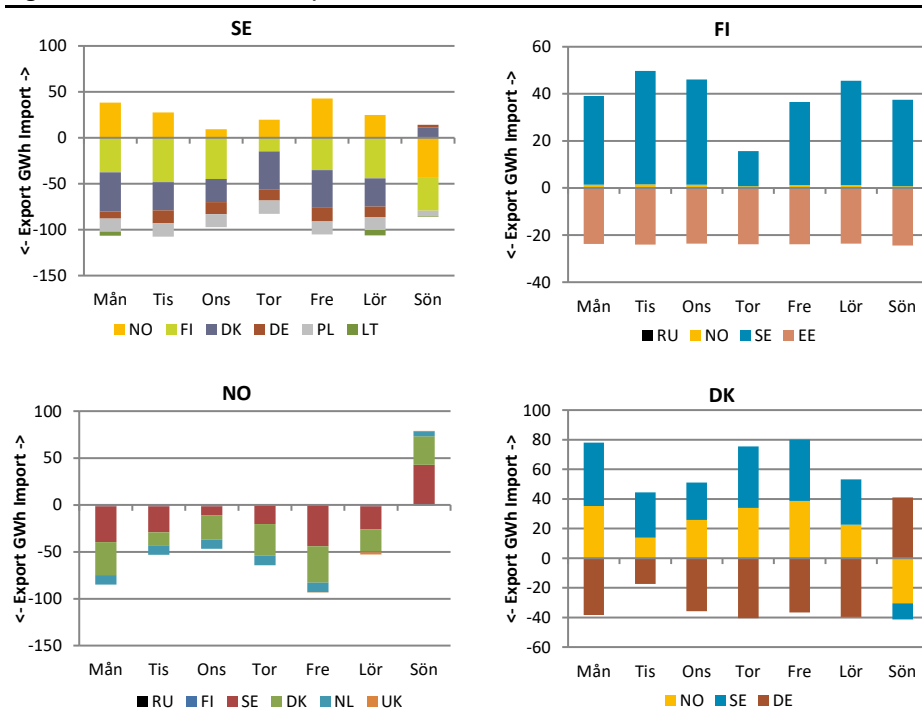 SE
<- Export GWh Import ->
100
50
0
-50
-100
-150
Mån Tis Ons Tor Fre Lör Sön
NO FI DK DE PL LT
FI
<- Export GWh Import ->
60
40
20
0
-20
-40
Mån Tis Ons Tor Fre Lör Sön
RU NO SE EE
NO
<- Export GWh Import ->
100
50
0
-50
-100
-150
Mån Tis Ons Tor Fre Lör Sön
RU FI SE DK NL UK
DK
<- Export GWh Import ->
100
80
60
40
20
0
-20
-40
-60
Mån Tis Ons Tor Fre Lör Sön
NO SE DE